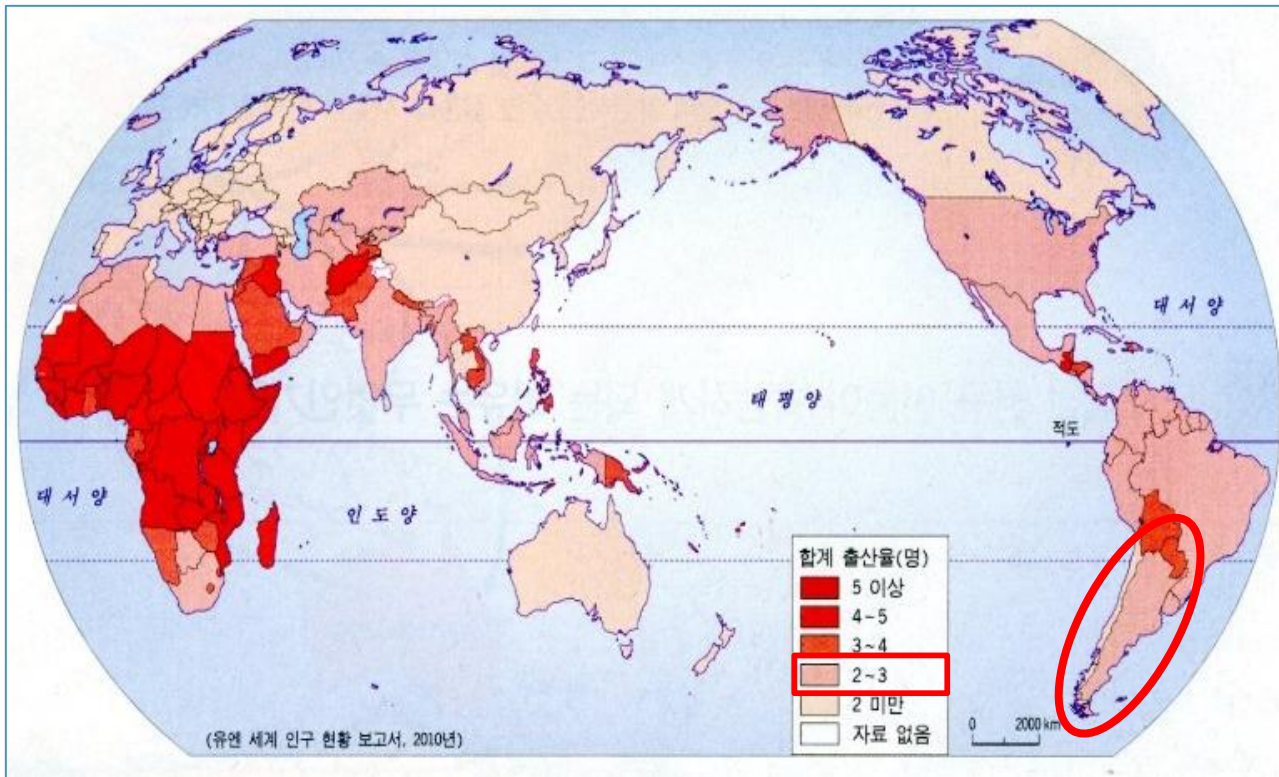 대 서 양
태 평 양
적도
대 서 양
인 도 양
합계 출산율(명)
5 이상
4~5
3~4
2~3
2 미만
자료 없음
0 2000 km
(유엔 세계 인구 현황 보고서, 2010년)